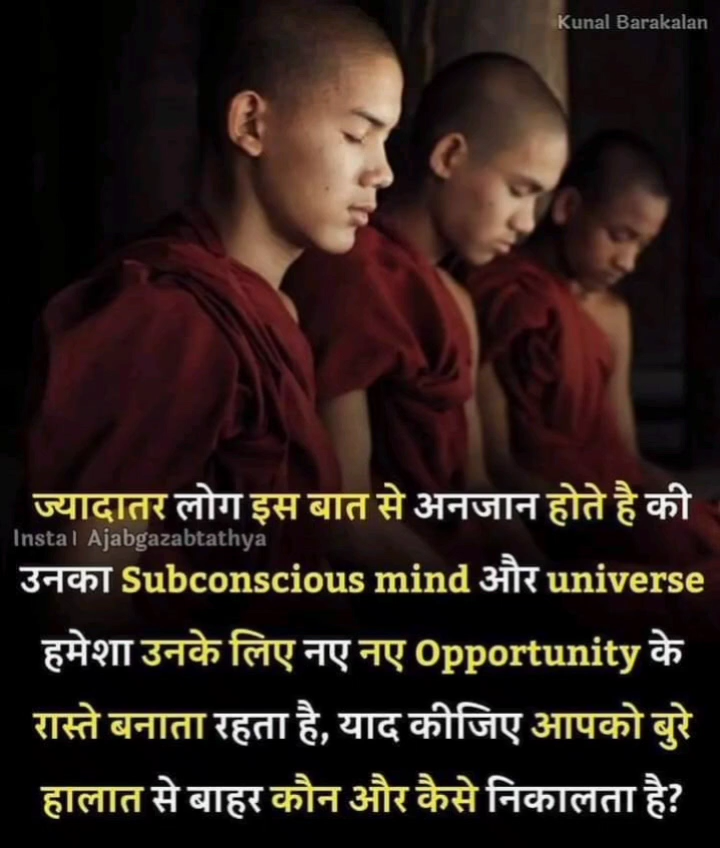 Kunal Barakalan
ज्यादातर लोग इस बात से अनजान होते है की
Insta| Ajabgazabtathya
उनका Subconscious mind और universe
हमेशा उनके लिए नए नए Opportunity के
रास्ते बनाता रहता है, याद कीजिए आपको बुरे
हालात से बाहर कौन और कैसे निकालता है?